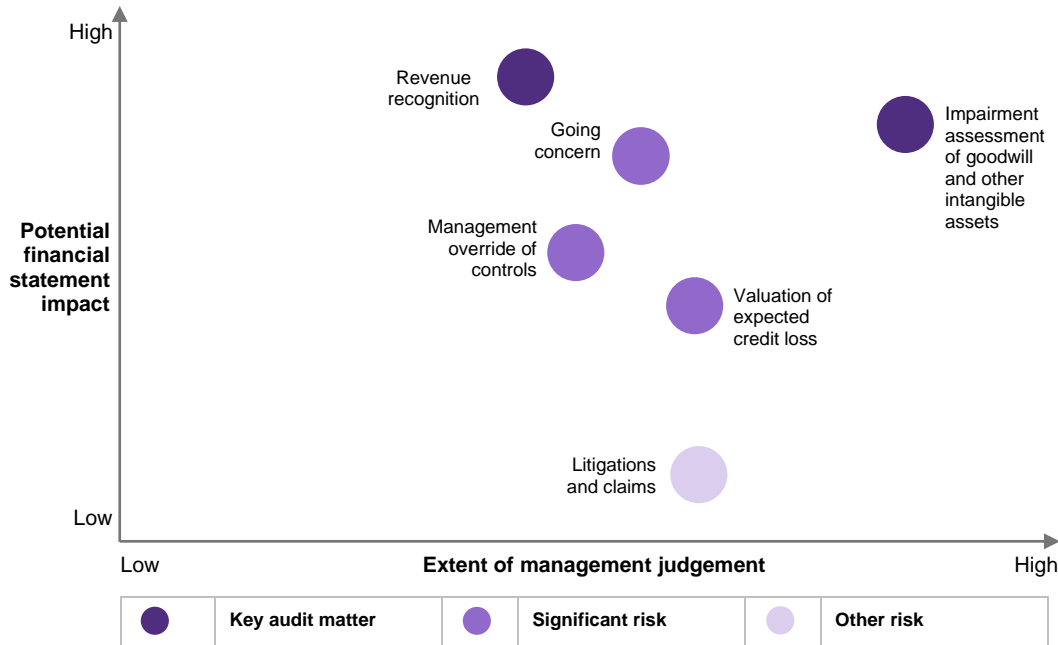 High
Revenue
recognition
Going
concern
Impairment
assessment
of goodwill
and other
intangible
assets
Potential
financial
statement
impact
Management
override of
controls
Valuation of
expected
credit loss
Litigations
and claims
Low
Low
Extent of management judgement
High
Key audit matter
Significant risk
Other risk